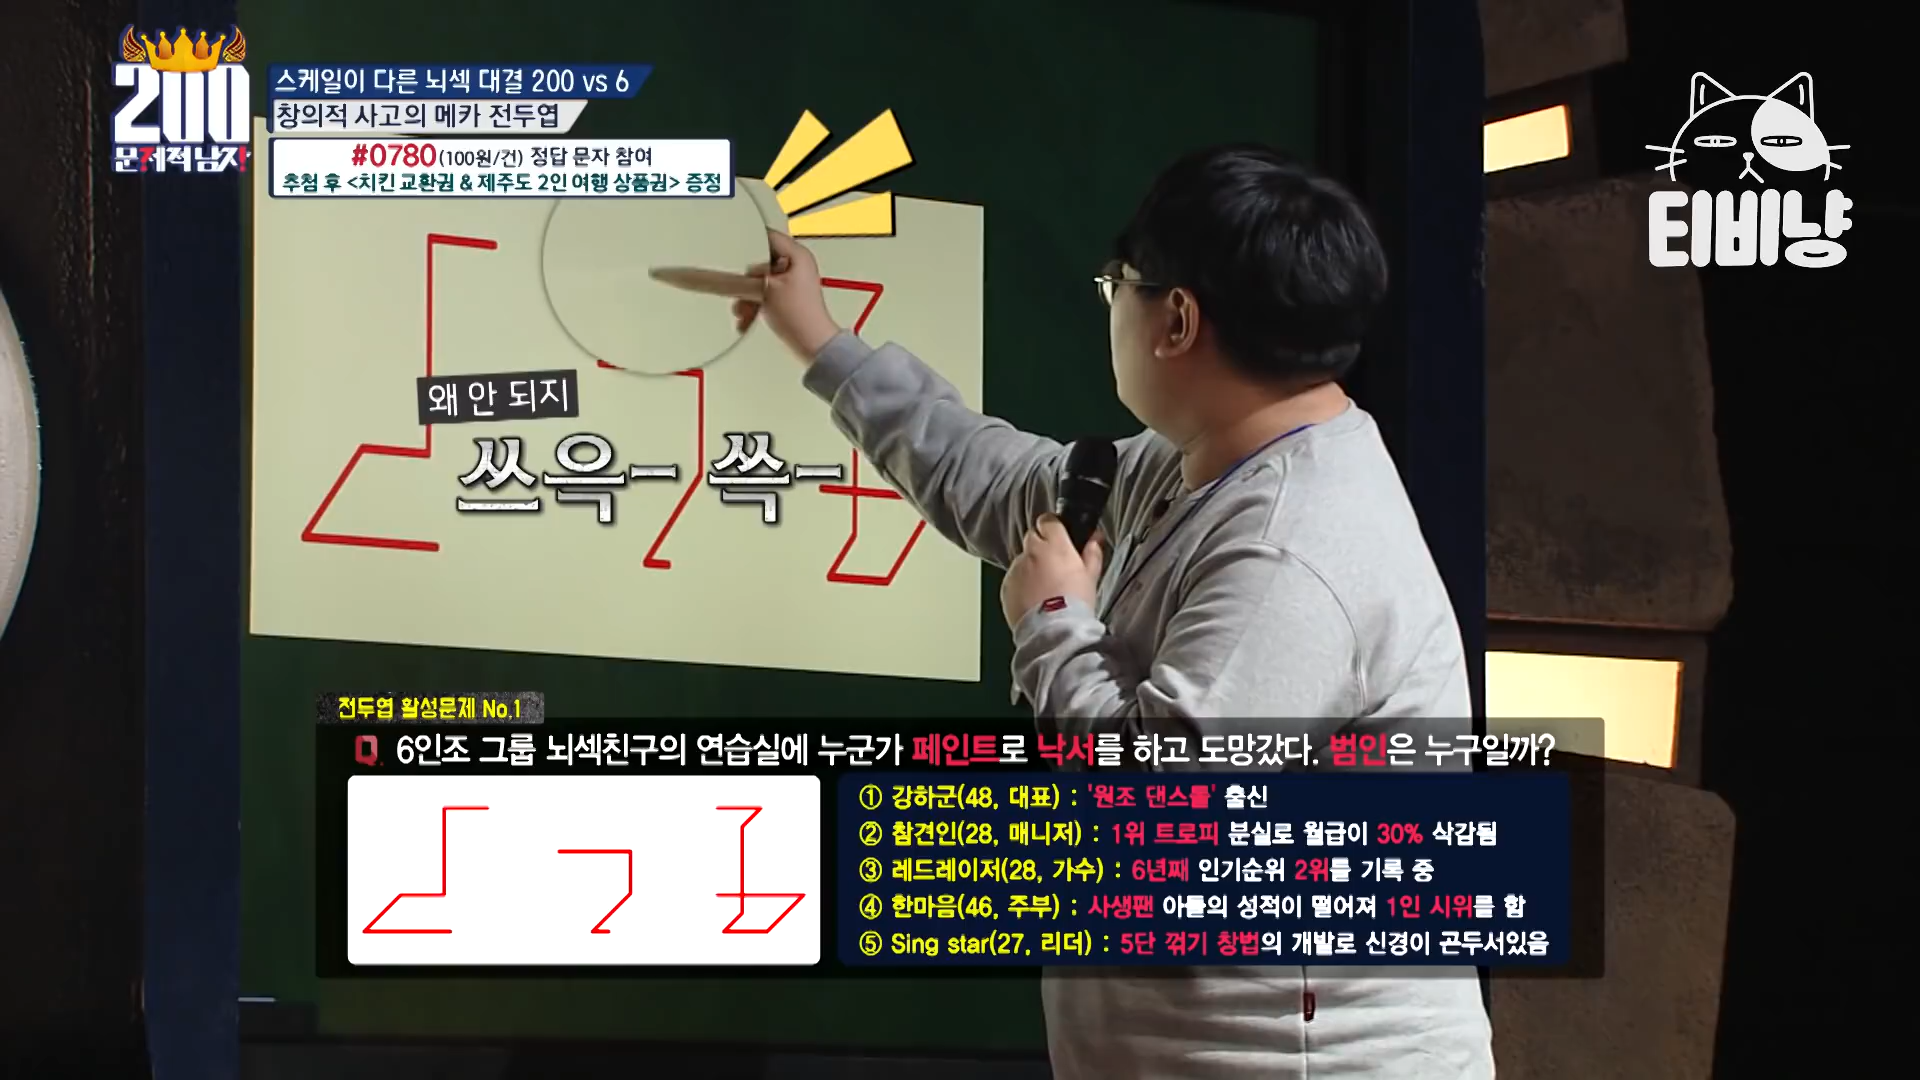 200
문제적남자
스케일이 다른 뇌섹 대결 200 vs 6
창의적 사고의 메카 전두엽
#0780(100원/건) 정답 문자 참여
추첨 후 <치킨 교환권 & 제주도 2인 여행 상품권> 증정
티비냥
왜 안 되지
쓰윽- 쓱-
전두엽 활성문제 No.1
Q. 6인조 그룹 뇌섹친구의 연습실에 누군가 페인트로 낙서를 하고 도망갔다. 범인은 누구일까?
① 강하군(48, 대표) : '원조 댄스돌' 출신
② 참견인(28, 매니저) : 1위 트로피 분실로 월급이 30% 삭감됨
③ 레드레이저(28, 가수) : 6년째 인기순위 2위를 기록 중
④ 한마음(46, 주부) : 사생팬 아들의 성적이 떨어져 1인 시위를 함
⑤ Sing star(27, 리더) : 5단 꺾기 창법의 개발로 신경이 곤두서있음